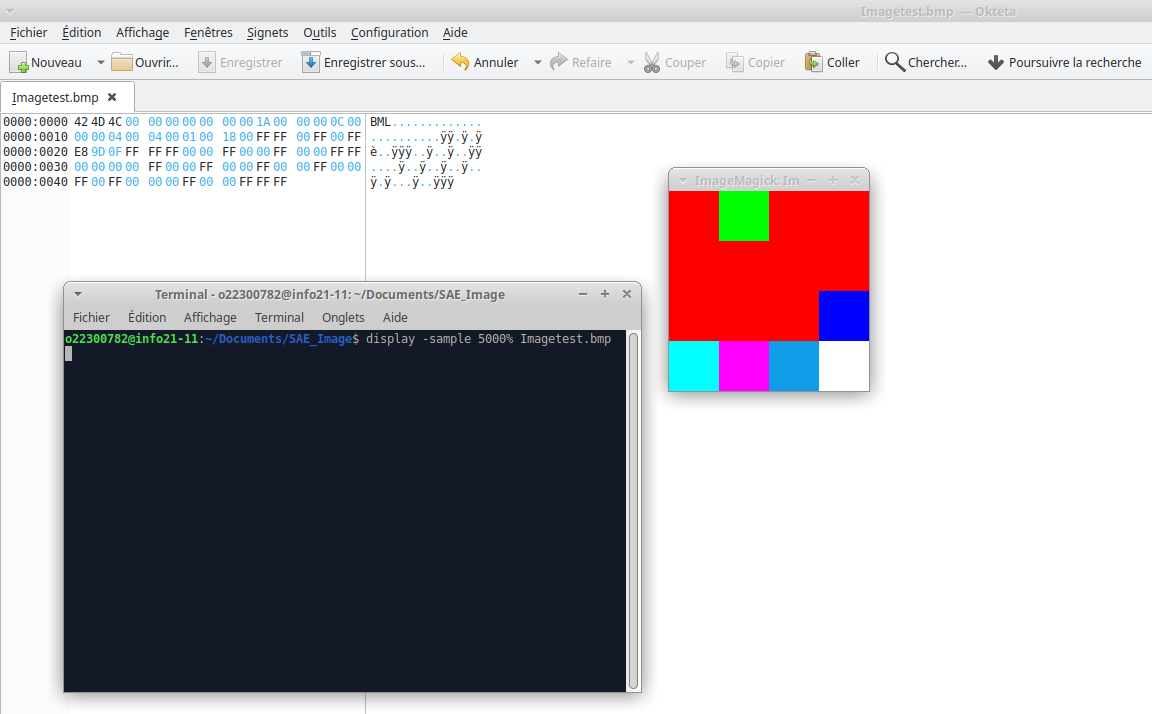 Imagetest.bmp — Okteta
Fichier Édition Affichage Fenêtres Signets Outils Configuration Aide
Nouveau Ouvrir... Enregistrer Enregistrer sous... Annuler Refaire Couper Copier Coller Chercher... Poursuivre la recherche
Imagetest.bmp
0000:0000 42 4D 4C 00 00 00 00 00 00 00 1A 00 00 00 0C 00 BML.............
0000:0010 00 00 04 00 04 00 01 00 18 00 FF FF 00 FF 00 FF ..........ÿÿ.ÿ.ÿ
0000:0020 E8 9D 0F FF FF FF 00 00 FF 00 00 FF 00 00 FF FF è..ÿÿÿ..ÿ..ÿ..ÿÿ
0000:0030 00 00 00 00 FF 00 00 FF 00 00 FF 00 00 FF 00 00 ....ÿ..ÿ..ÿ..ÿ..
0000:0040 FF 00 FF 00 00 00 FF 00 00 FF FF FF ÿ.ÿ...ÿ..ÿÿÿ
ImageMagick: Im
Terminal - o22300782@info21-11: ~/Documents/SAE_Image
Fichier Édition Affichage Terminal Onglets Aide
o22300782@info21-11:~/Documents/SAE_Image$ display -sample 5000% Imagetest.bmp